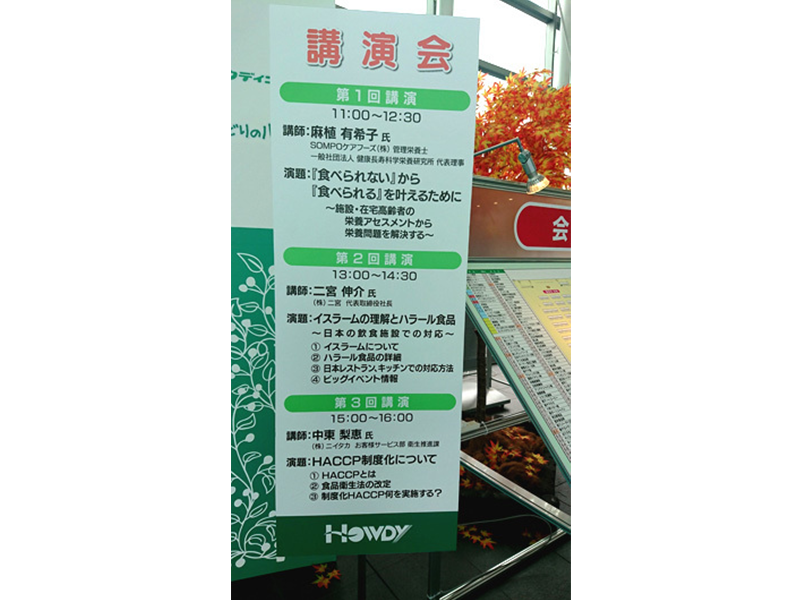 講演会
第1回講演
11:00〜12:30
講師:麻植 有希子 氏
SOMPOケアフーズ(株) 管理栄養士
一般社団法人 健康長寿科学栄養研究所 代表理事
演題:『食べられない』から
『食べられる』を叶えるために
〜施設・在宅高齢者の
栄養アセスメントから
栄養問題を解決する〜
第2回講演
13:00〜14:30
講師:二宮 伸介 氏
(株)二宮 代表取締役社長
演題:イスラームの理解とハラール食品
〜日本の飲食施設での対応〜
① イスラームについて
② ハラール食品の詳細
③ 日本レストラン、キッチンでの対応方法
④ ビッグイベント情報
第3回講演
15:00〜16:00
講師:中東 梨恵 氏
(株)ニイタカ お客様サービス部 衛生推進課
演題:HACCP制度化について
① HACCPとは
② 食品衛生法の改定
③ 制度化HACCP何を実施する?
HOWDY
会